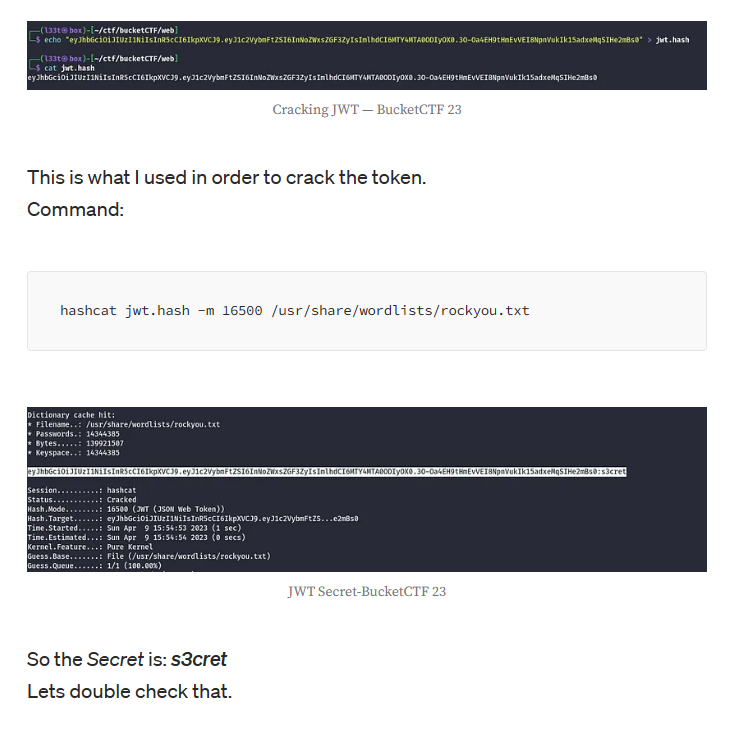 ┌──(l33t㉿box)-[~/ctf/bucketCTF/web]
└─$ echo "eyJhbGciOiJIUzI1NiIsInR5cCI6IkpXVCJ9.eyJ1c2VybmFtZSI6InNoZWxsZGF3ZyIsImlhdCI6MTY4MTA0ODIyOX0.3O-Oa4EH9tHmEvVEI8NpnVukIk15adxeMqSIHe2mBs0" > jwt.hash
┌──(l33t㉿box)-[~/ctf/bucketCTF/web]
└─$ cat jwt.hash
eyJhbGciOiJIUzI1NiIsInR5cCI6IkpXVCJ9.eyJ1c2VybmFtZSI6InNoZWxsZGF3ZyIsImlhdCI6MTY4MTA0ODIyOX0.3O-Oa4EH9tHmEvVEI8NpnVukIk15adxeMqSIHe2mBs0
Cracking JWT — BucketCTF 23
This is what I used in order to crack the token.
Command:
hashcat jwt.hash -m 16500 /usr/share/wordlists/rockyou.txt
Dictionary cache hit:
* Filename..: /usr/share/wordlists/rockyou.txt
* Passwords.: 14344385
* Bytes.....: 139921507
* Keyspace..: 14344385
eyJhbGciOiJIUzI1NiIsInR5cCI6IkpXVCJ9.eyJ1c2VybmFtZSI6InNoZWxsZGF3ZyIsImlhdCI6MTY4MTA0ODIyOX0.3O-Oa4EH9tHmEvVEI8NpnVukIk15adxeMqSIHe2mBs0:s3cret
Session..........: hashcat
Status...........: Cracked
Hash.Mode........: 16500 (JWT (JSON Web Token))
Hash.Target......: eyJhbGciOiJIUzI1NiIsInR5cCI6IkpXVCJ9.eyJ1c2VybmFtZS...e2mBs0
Time.Started.....: Sun Apr  9 15:54:53 2023 (1 sec)
Time.Estimated...: Sun Apr  9 15:54:54 2023 (0 secs)
Kernel.Feature...: Pure Kernel
Guess.Base.......: File (/usr/share/wordlists/rockyou.txt)
Guess.Queue......: 1/1 (100.00%)
JWT Secret-BucketCTF 23
So the Secret is: s3cret
Lets double check that.